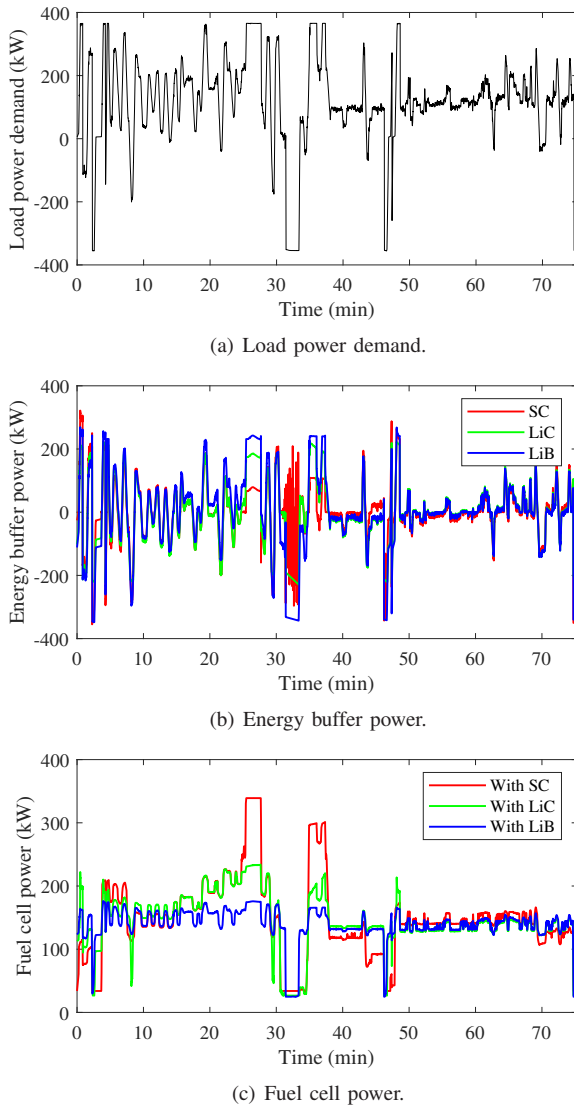 400
200
0
-200
-400
Load power demand (kW)
0 10 20 30 40 50 60 70
Time (min)
(a) Load power demand.
400
200
0
-200
-400
Energy buffer power (kW)
SC
LiC
LiB
0 10 20 30 40 50 60 70
Time (min)
(b) Energy buffer power.
400
300
200
100
0
Fuel cell power (kW)
With SC
With LiC
With LiB
0 10 20 30 40 50 60 70
Time (min)
(c) Fuel cell power.